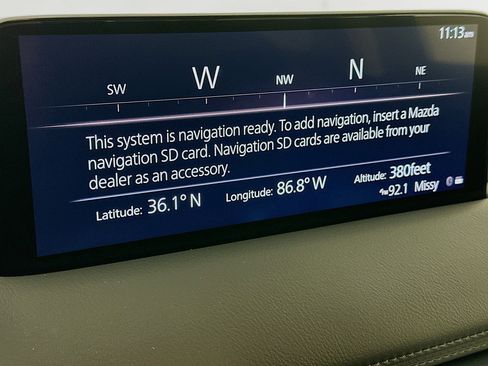 11:13am
SW W NW N NE
This system is navigation ready. To add navigation, insert a Mazda
navigation SD card. Navigation SD cards are available from your
dealer as an accessory.
Latitude: 36.1° N Longitude: 86.8° W Altitude: 380feet
92.1 Missy